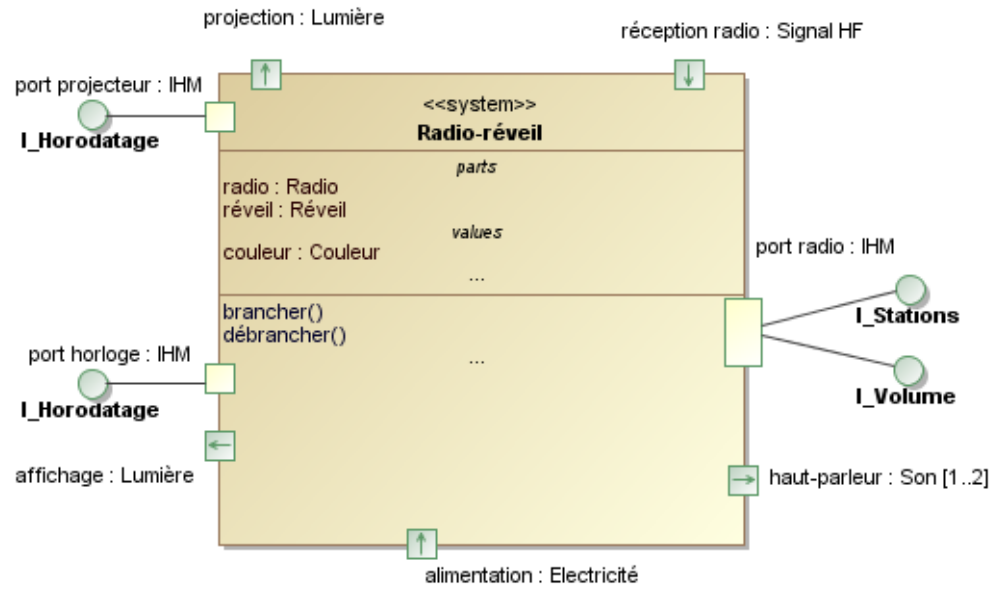 projection : Lumière
réception radio : Signal HF
port projecteur : IHM
I_Horodatage
<<system>>
Radio-réveil
parts
radio : Radio
réveil : Réveil
values
couleur : Couleur
...
port radio : IHM
I_Stations
I_Volume
brancher()
débrancher()
...
port horloge : IHM
I_Horodatage
affichage : Lumière
haut-parleur : Son [1..2]
alimentation : Electricité